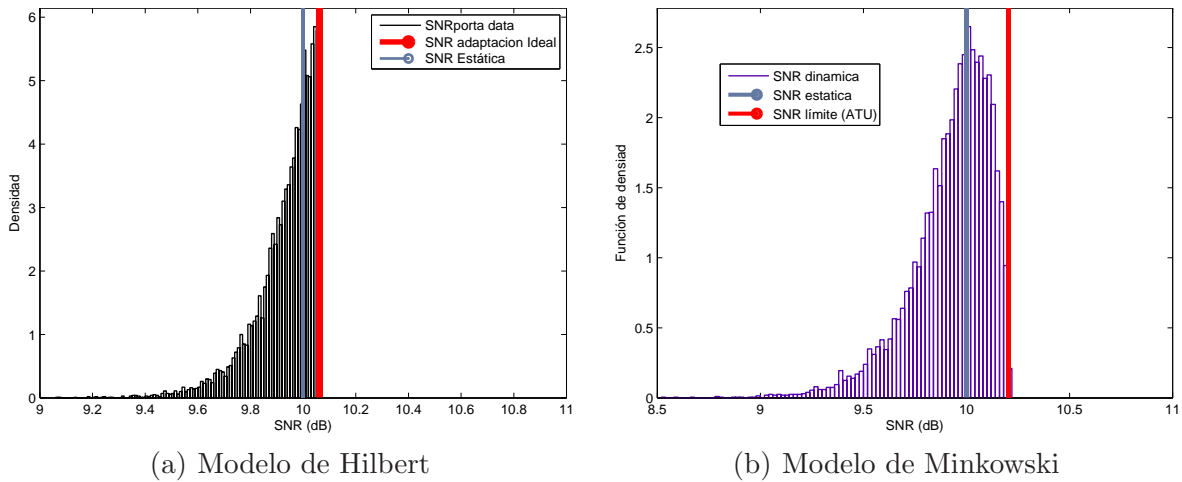 6
5
4
3
2
1
0
Densidad
9
9.2
9.4
9.6
9.8
10
10.2
10.4
10.6
10.8
11
SNR (dB)
SNRporta data
SNR adaptacion Ideal
SNR Estática
(a) Modelo de Hilbert
2.5
2
1.5
1
0.5
0
Función de densiad
8.5
9
9.5
10
10.5
11
SNR (dB)
SNR dinamica
SNR estatica
SNR límite (ATU)
(b) Modelo de Minkowski